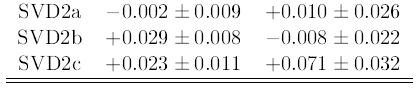 SVD2a −0.002 ± 0.009 +0.010 ± 0.026
SVD2b +0.029 ± 0.008 −0.008 ± 0.022
SVD2c +0.023 ± 0.011 +0.071 ± 0.032